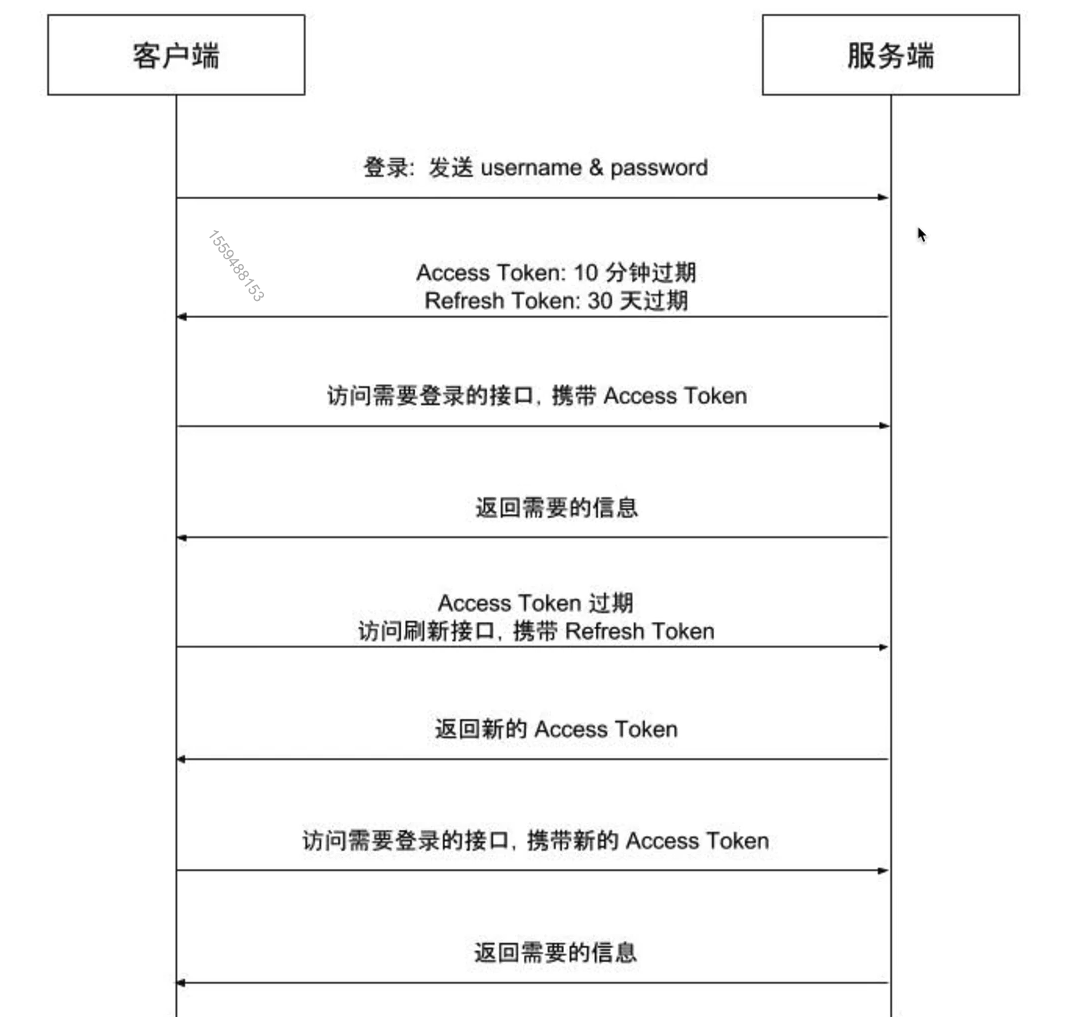 客户端
服务端
登录: 发送 username & password
1559488153
Access Token: 10 分钟过期
Refresh Token: 30 天过期
访问需要登录的接口, 携带 Access Token
返回需要的信息
Access Token 过期
访问刷新接口, 携带 Refresh Token
返回新的 Access Token
访问需要登录的接口, 携带新的 Access Token
返回需要的信息